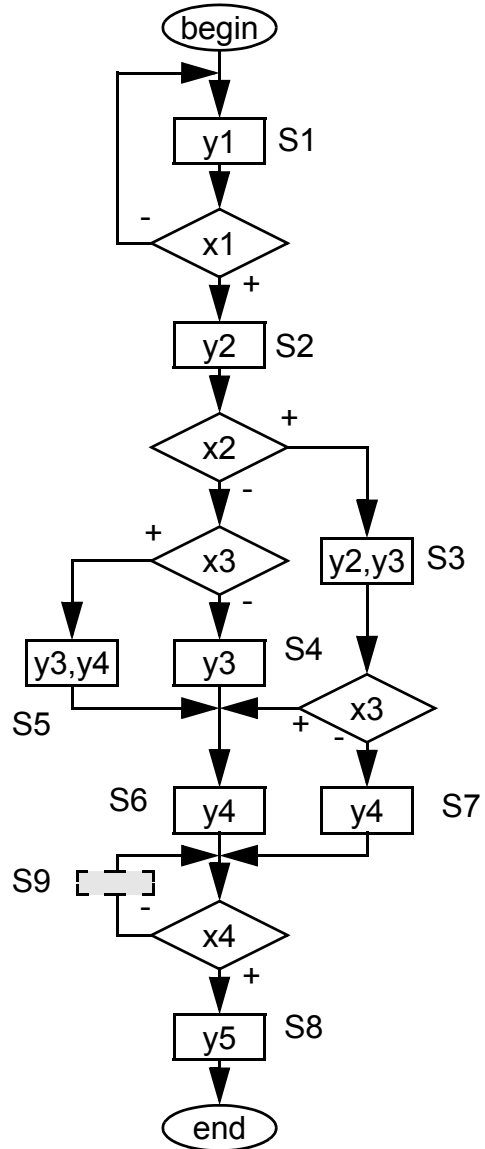 begin
y1 S1
-
x1
+
y2 S2
+
x2
-
+
x3
y2,y3 S3
-
y3,y4
y3
S4
x3
S5
+
-
S6
y4
y4
S7
S9
-
x4
+
y5
S8
end